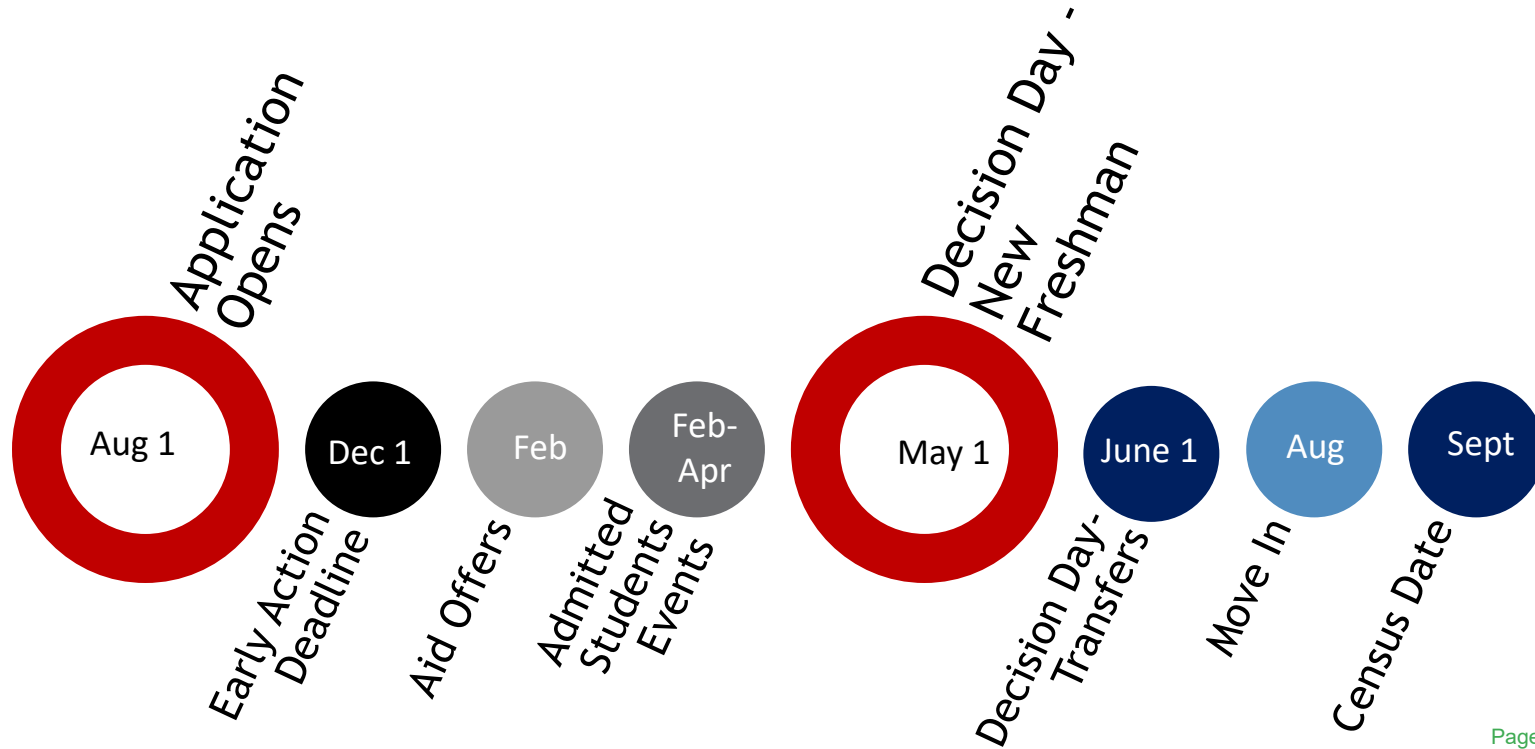 Application
Opens
Aug 1
Dec 1
Early Action
Deadline
Feb
Aid Offers
Feb-
Apr
Admitted
Students
Events
Decision Day -
New
Freshman
May 1
June 1
Decision Day-
Transfers
Aug
Move In
Sept
Census Date
Page